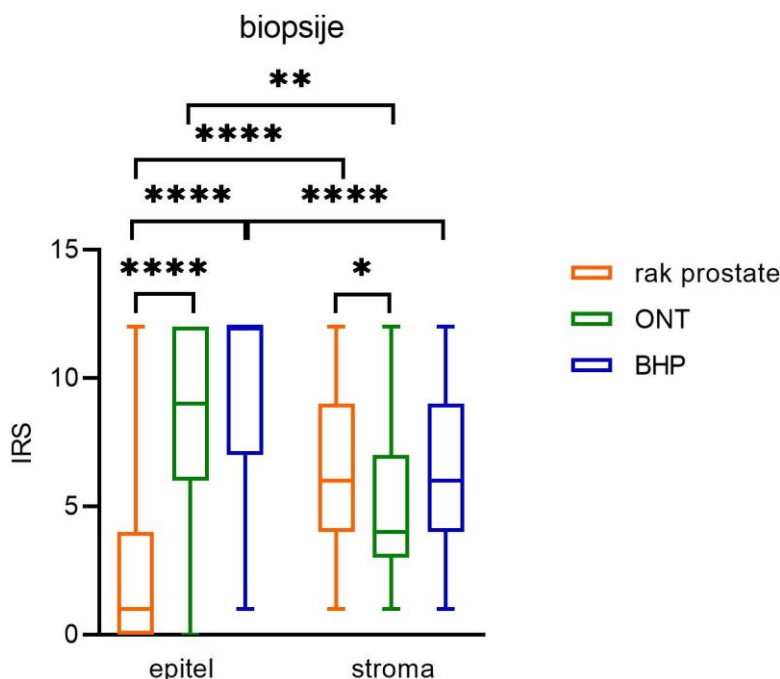 biopsije
**
****
**** ****
15
**** *
rak prostate
ONT
10
BHP
IRS
5
0
epitel stroma